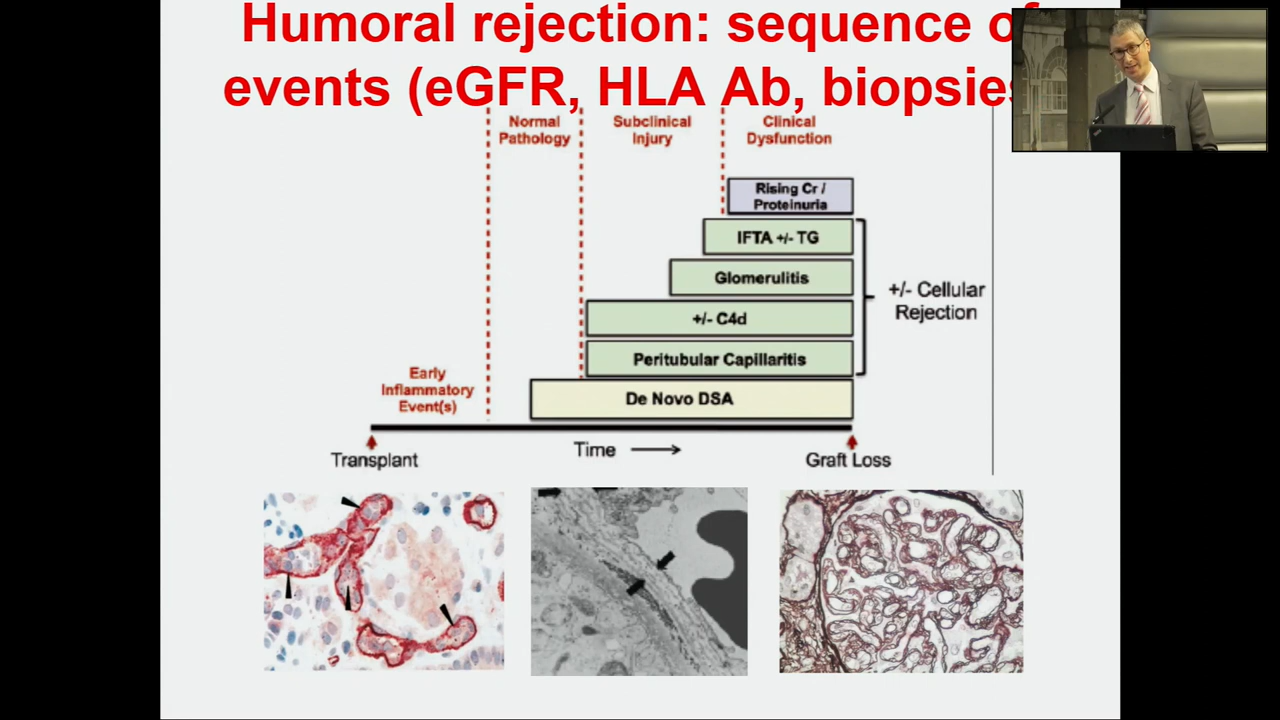 Humoral rejection: sequence of
events (eGFR, HLA Ab, biopsies
Normal
Pathology
Subclinical
Injury
Clinical
Dysfunction
Rising Cr /
Proteinuria
IFTA +/- TG
Glomerulitis
+/- C4d
Peritubular Capillaritis
De Novo DSA
+/- Cellular
Rejection
Early
Inflammatory
Event(s)
Time
Transplant
Graft Loss